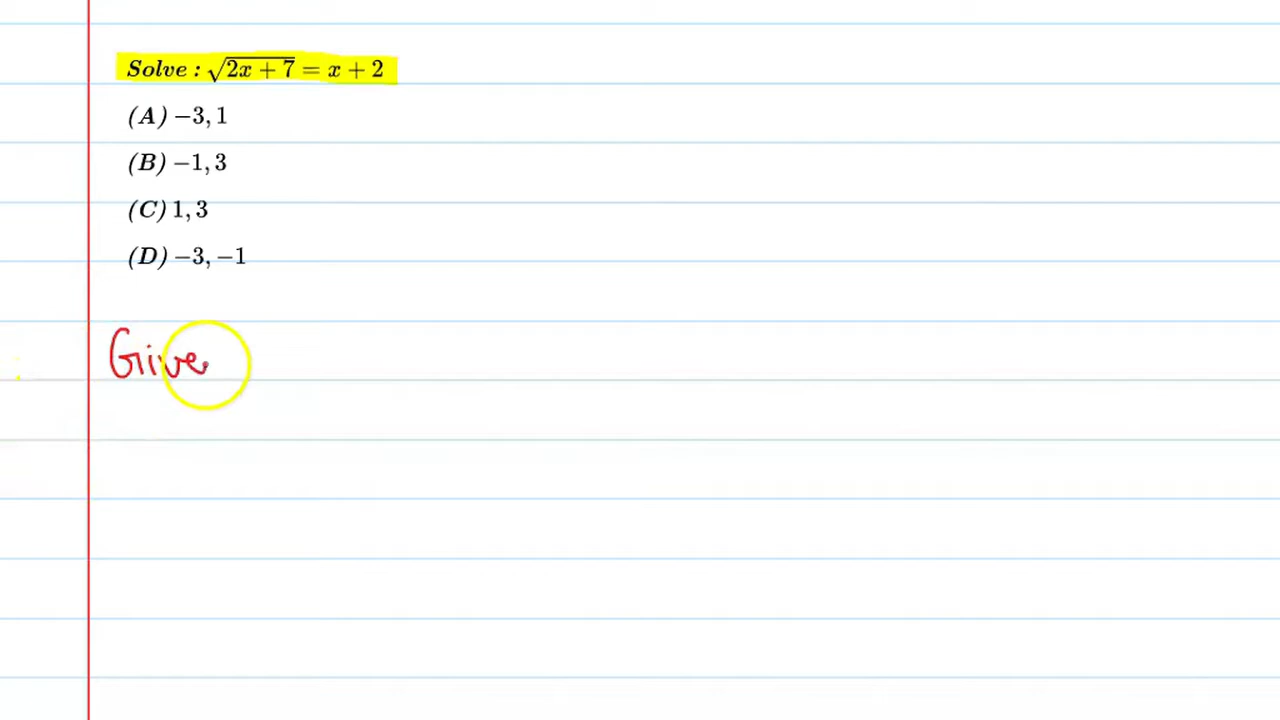 Solve : √2x + 7 = x + 2
(A) −3, 1
(B) −1, 3
(C) 1, 3
(D) −3, −1
Give